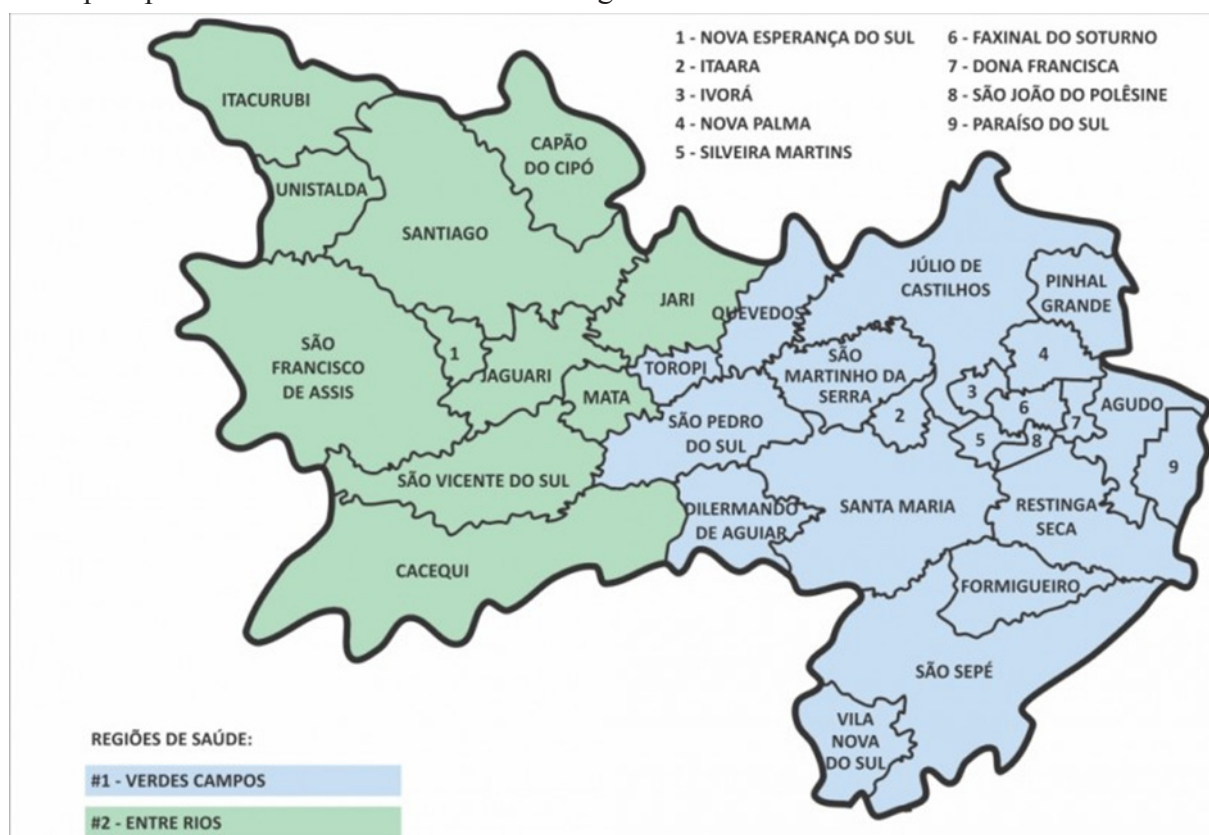 1 - NOVA ESPERANÇA DO SUL
2 - ITAARA
3 - IVORÁ
4 - NOVA PALMA
5 - SILVEIRA MARTINS
6 - FAXINAL DO SOTURNO
7 - DONA FRANCISCA
8 - SÃO JOÃO DO POLÊSINE
9 - PARAÍSO DO SUL
ITACURUBI
CAPÃO
DO CIPÓ
UNISTALDA
SANTIAGO
JARI
QUEVEDOS
JÚLIO DE
CASTILHOS
PINHAL
GRANDE
SÃO
FRANCISCO
DE ASSIS
1
JAGUARI
TOROPI
SÃO
MARTINHO DA
SERRA
4
MATA
3
AGUDO
SÃO PEDRO
DO SUL
2
6
7
5
8
9
SÃO VICENTE DO SUL
DILERMANDO
DE AGUIAR
SANTA MARIA
RESTINGA
SECA
CACEQUI
FORMIGUEIRO
SÃO SEPÉ
VILA
NOVA
DO SUL
REGIÕES DE SAÚDE:
#1 - VERDES CAMPOS
#2 - ENTRE RIOS